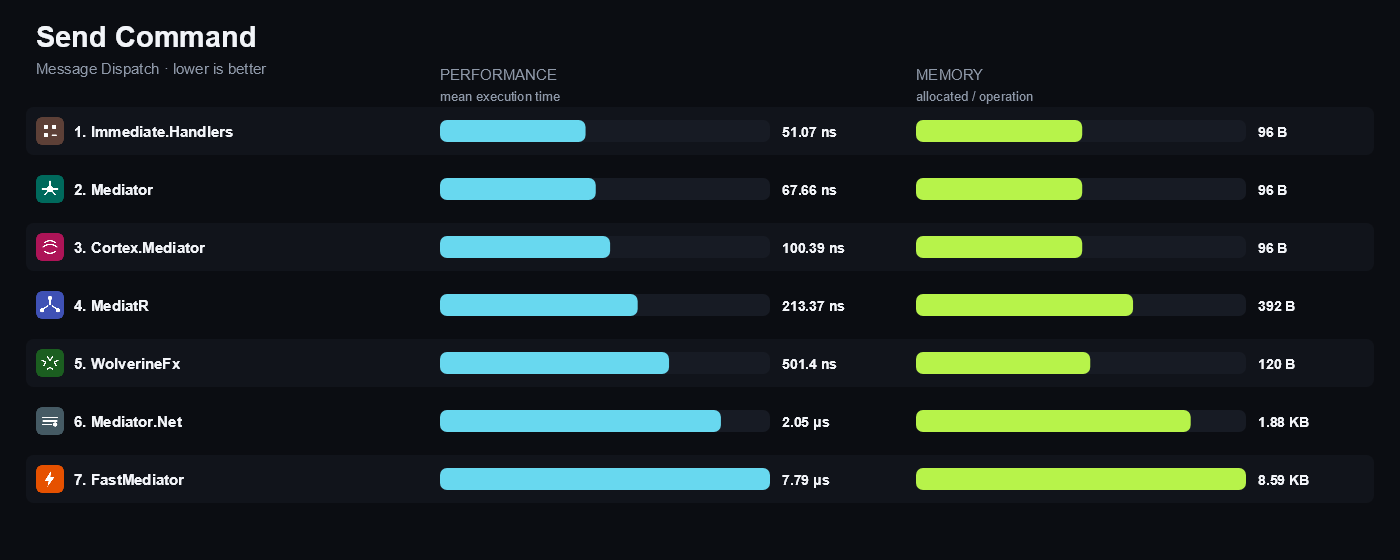 Send Command
Message Dispatch · lower is better
PERFORMANCE
mean execution time
MEMORY
allocated / operation
1. Immediate.Handlers 51.07 ns 96 B
2. Mediator 67.66 ns 96 B
3. Cortex.Mediator 100.39 ns 96 B
4. MediatR 213.37 ns 392 B
5. WolverineFx 501.4 ns 120 B
6. Mediator.Net 2.05 μs 1.88 KB
7. FastMediator 7.79 μs 8.59 KB